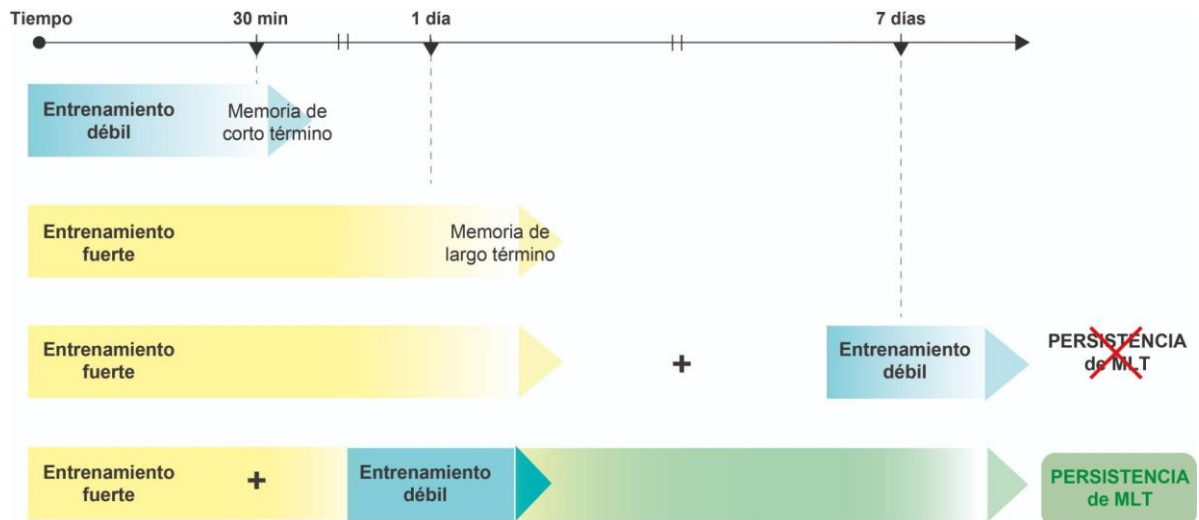 Tiempo
30 min
1 día
7 días
Entrenamiento
débil
Memoria de
corto término
Entrenamiento
fuerte
Memoria de
largo término
Entrenamiento
fuerte
+
Entrenamiento
débil
PERSISTENCIA
de MLT
Entrenamiento
fuerte
+
Entrenamiento
débil
PERSISTENCIA
de MLT